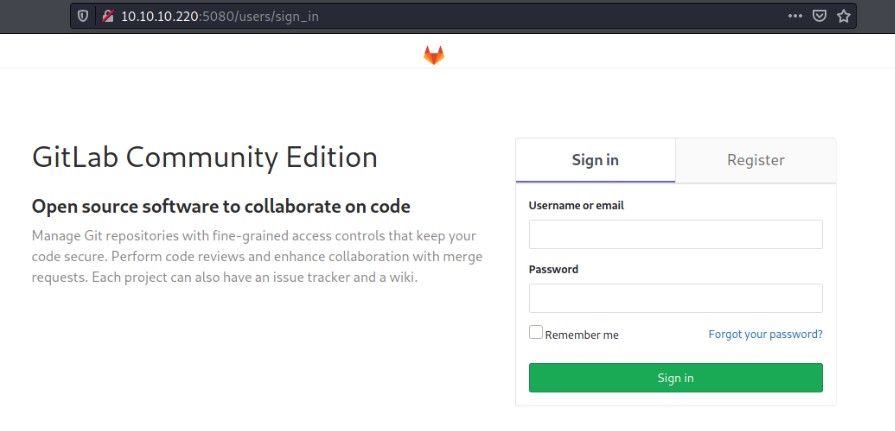 10.10.10.220:5080/users/sign_in
GitLab Community Edition
Open source software to collaborate on code
Manage Git repositories with fine-grained access controls that keep your
code secure. Perform code reviews and enhance collaboration with merge
requests. Each project can also have an issue tracker and a wiki.
Sign in
Register
Username or email
Password
Remember me
Forgot your password?
Sign in